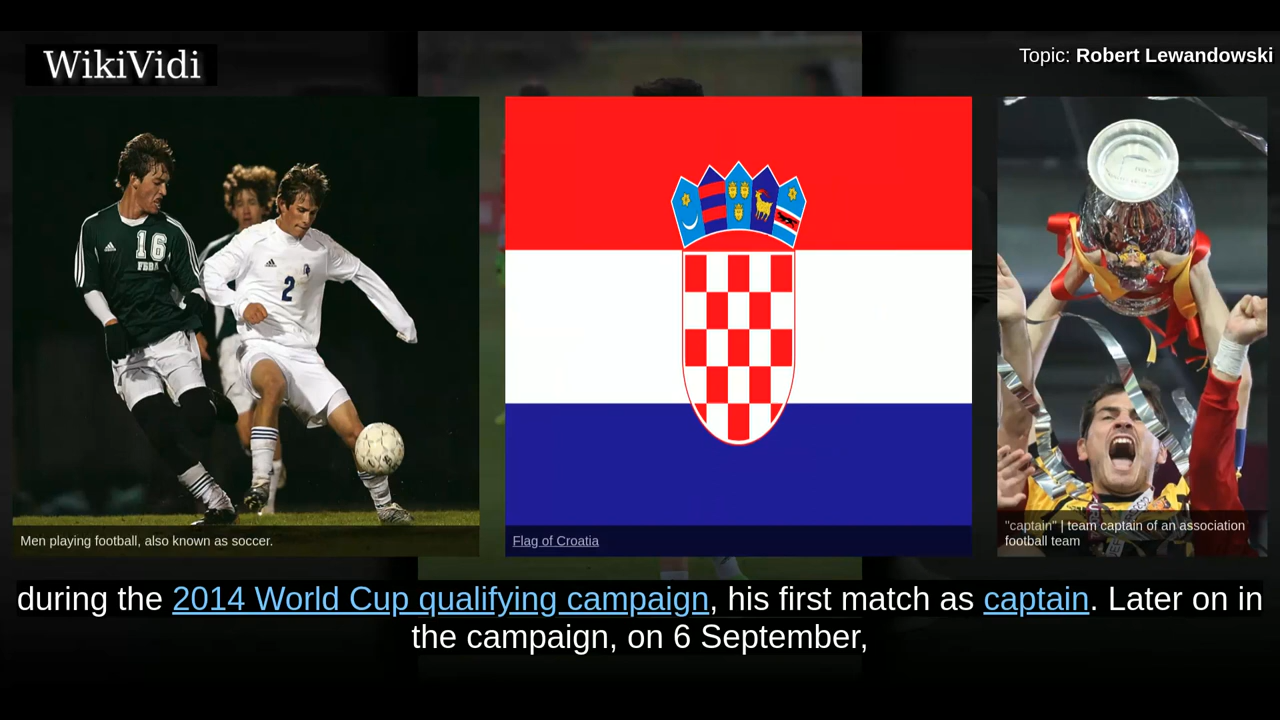 WikiVidi
Topic: Robert Lewandowski
16
FBBA
2
Men playing football, also known as soccer.
Flag of Croatia
"captain" | team captain of an association
football team
during the 2014 World Cup qualifying campaign, his first match as captain. Later on in
the campaign, on 6 September,